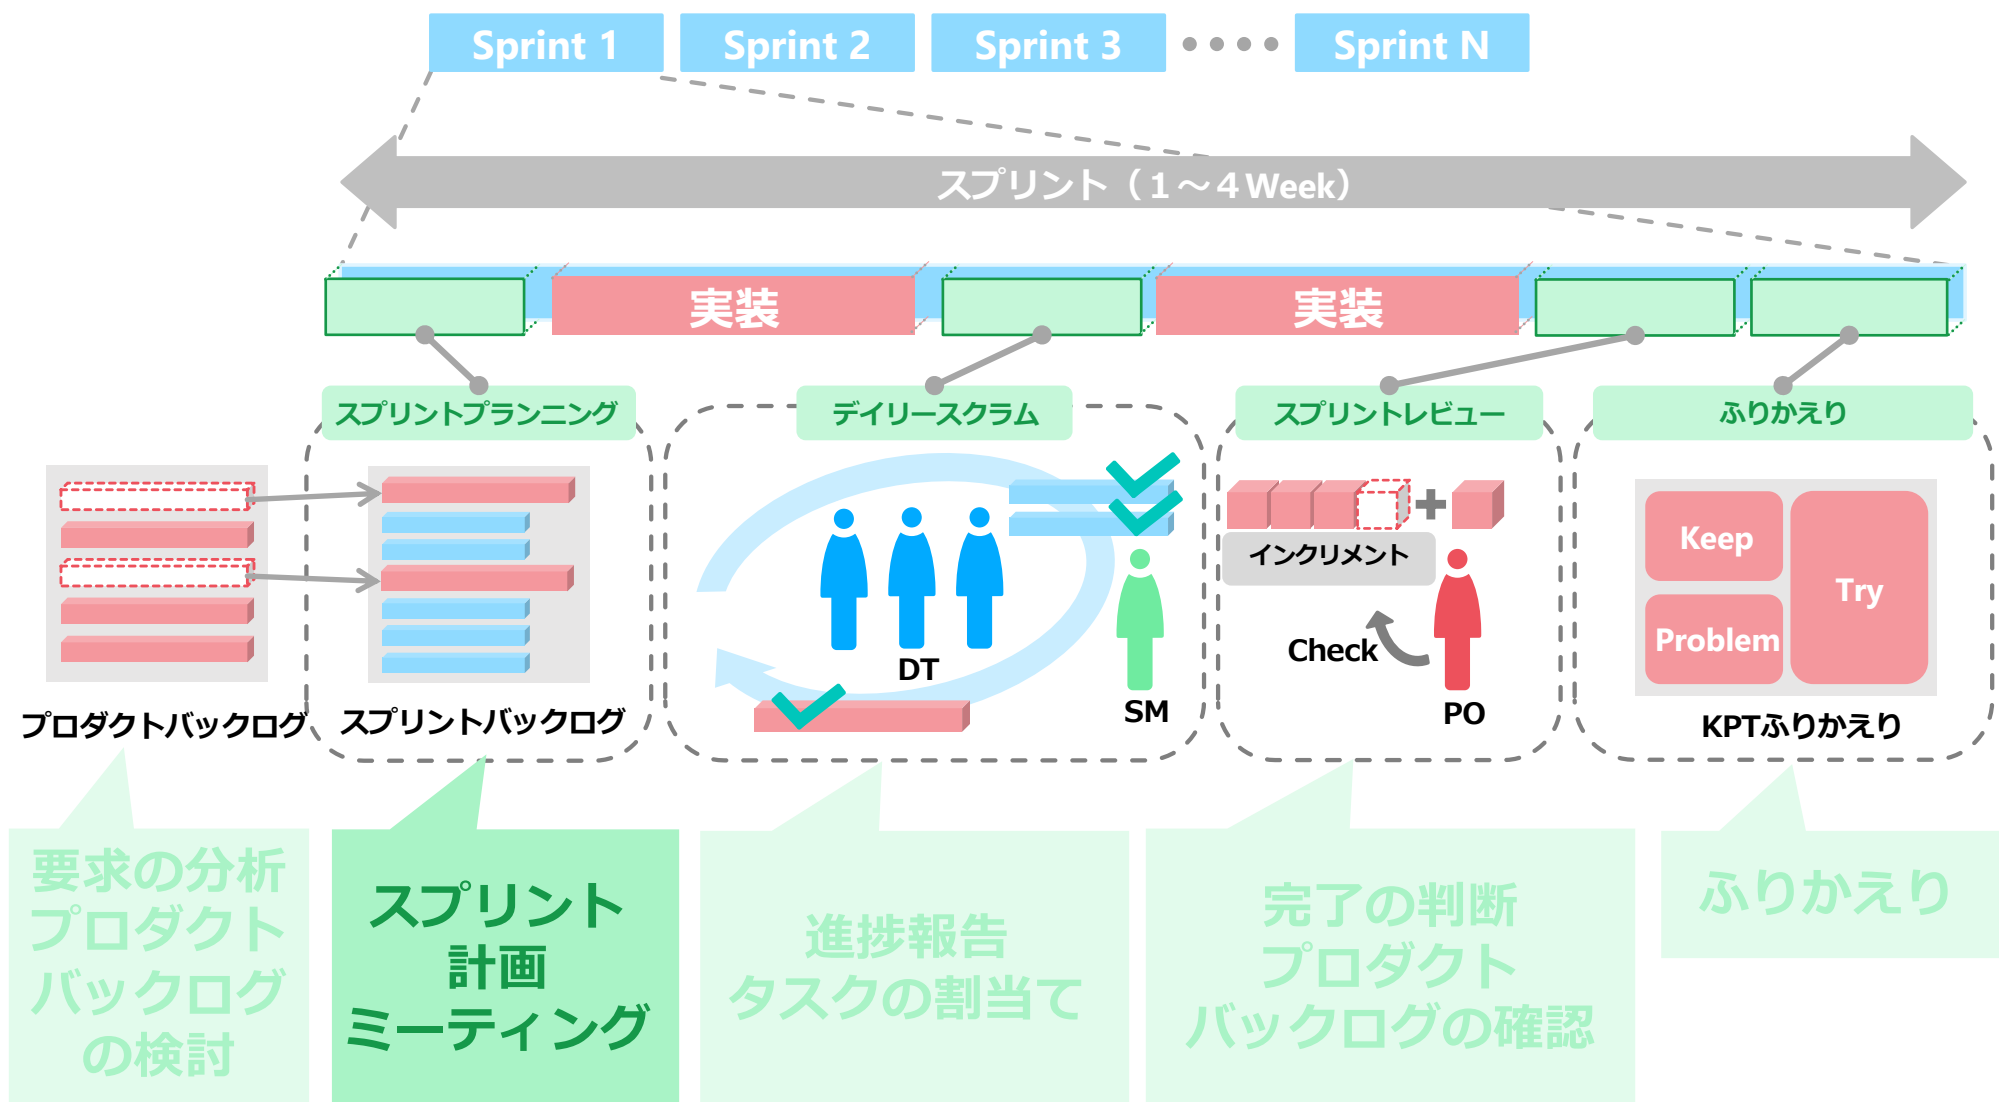 Sprint 1
Sprint 2
Sprint 3
Sprint N
スプリント（１～４Week）
実装
実装
スプリントプランニング
デイリースクラム
スプリントレビュー
ふりかえり
プロダクトバックログ
スプリントバックログ
DT
SM
インクリメント
Check
PO
Keep
Problem
Try
KPTふりかえり
要求の分析
プロダクト
バックログ
の検討
スプリント
計画
ミーティング
進捗報告
タスクの割当て
完了の判断
プロダクト
バックログの確認
ふりかえり